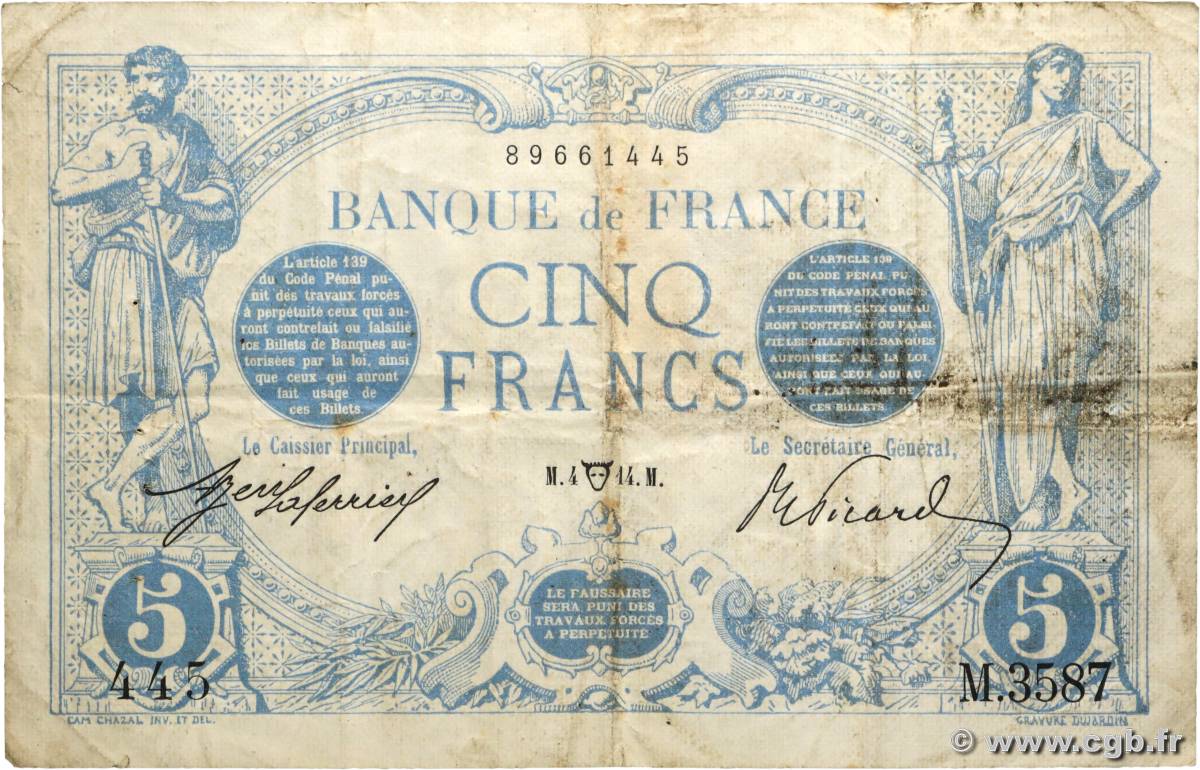 89661445
BANQUE de FRANCE
CINQ
FRANCS
L'article 139
du Code Pénal pu-
nit des travaux forcés
à perpétuité ceux qui au-
ront contrefait ou falsifié
les Billets de Banques au-
torisées par la loi, ainsi
que ceux qui auront
fait usage de
ces Billets.
L'ARTICLE 139
DU CODE PÉNAL PU-
NIT DES TRAVAUX FORCÉS
A PERPÉTUITÉ CEUX QUI AU-
RONT CONTREFAIT OU FALSI-
FIÉ LES BILLETS DE BANQUES
AUTORISÉES PAR LA LOI,
AINSI QUE CEUX QUI AU-
RONT FAIT USAGE DE
CES BILLETS.
Le Caissier Principal,
Le Secrétaire Général,
M.4 14.M.
Picard
5
LE FAUSSAIRE
SERA PUNI DES
TRAVAUX FORCÉS
A PERPÉTUITÉ
5
445
M.3587
CAM CHAZAL INV. ET DEL.
GRAVURE DUJARDIN
© www.cgb.fr